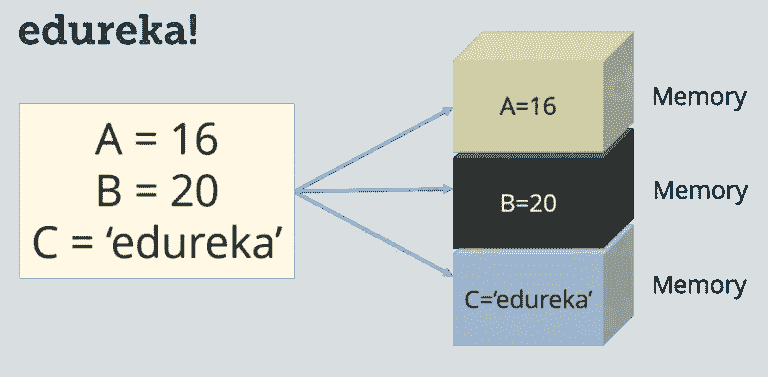 edureka!
A = 16
B = 20
C = ‘edureka’
A=16
Memory
B=20
Memory
C=‘edureka’
Memory